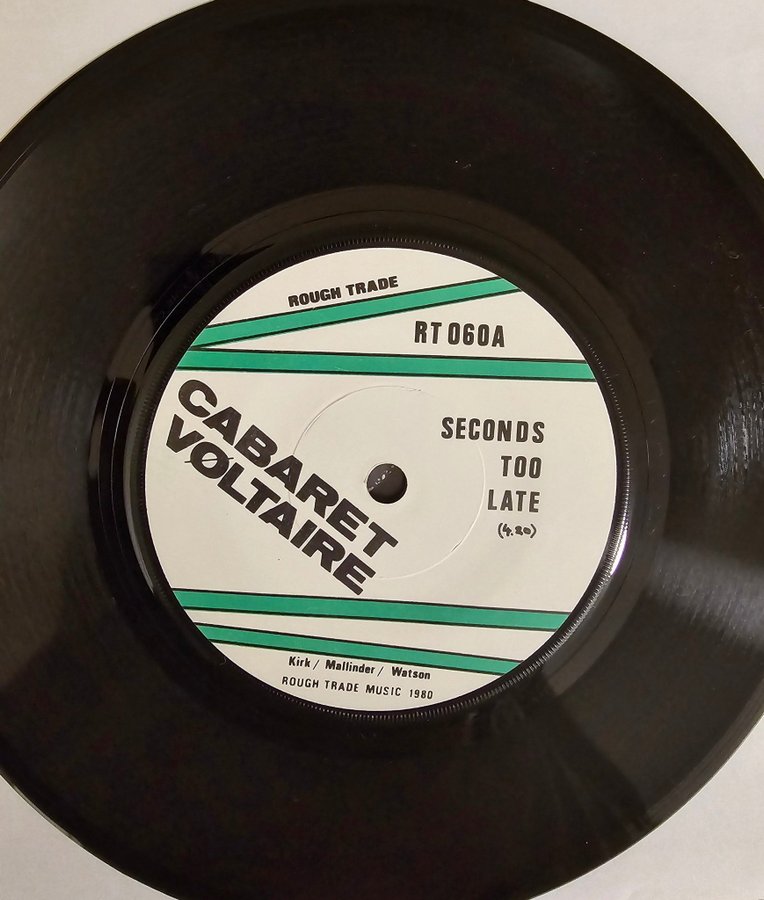 ROUGH TRADE
RT 060A
CABARET
VØLTAIRE
SECONDS
TOO
LATE
(4.20)
Kirk / Mallinder / Watson
ROUGH TRADE MUSIC 1980